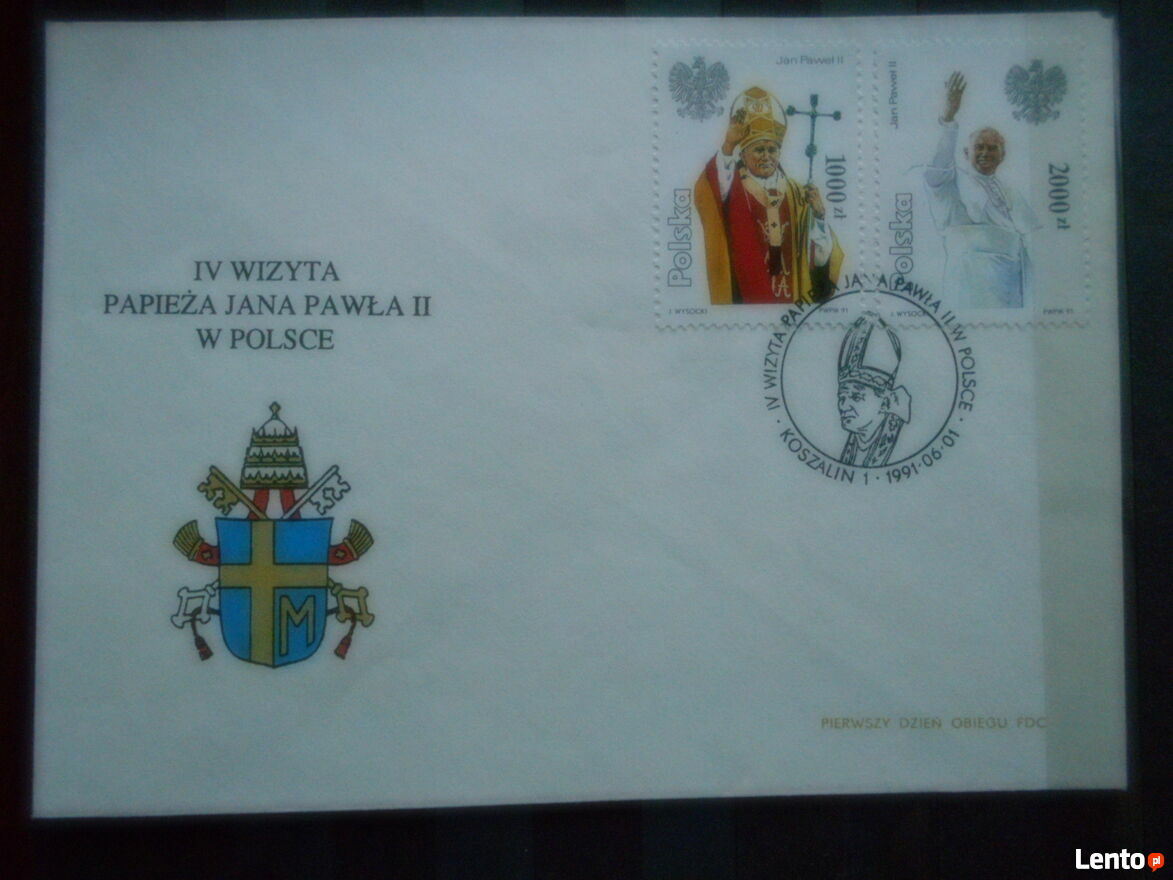 IV WIZYTA
PAPIEŻA JANA PAWŁA II
W POLSCE
M
Jan Paweł II
1000 zł
Polska
J. WYSOCKI
PWPW 91
Jan Paweł II
2000 zł
Polska
J. WYSOCKI
PWPW 91
IV WIZYTA PAPIEŻA JANA PAWŁA II W POLSCE
KOSZALIN 1 · 1991·06·01
PIERWSZY DZIEŃ OBIEGU FDC
Lento pl